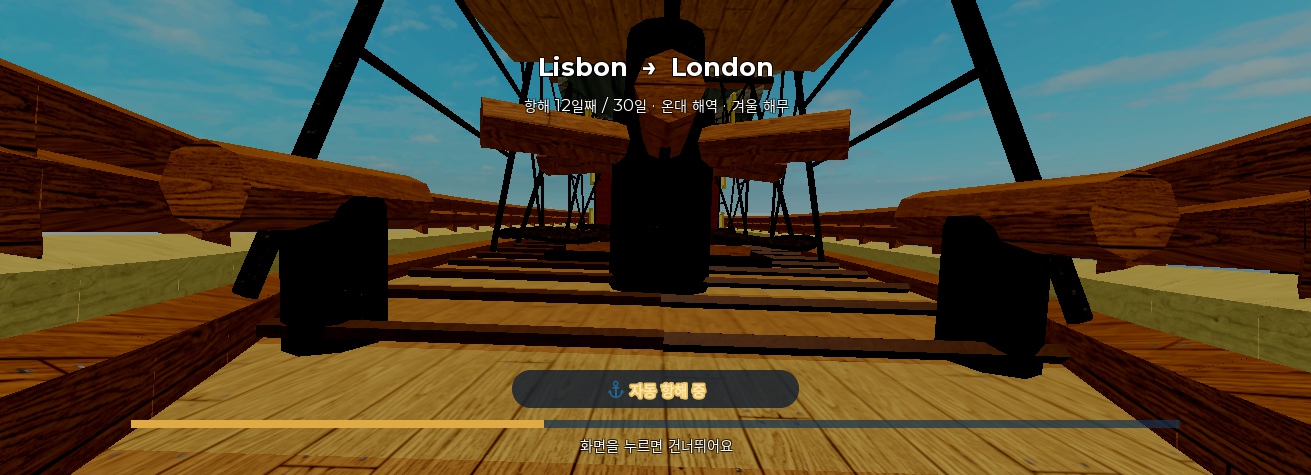 Lisbon → London
항해 12일째 / 30일 · 온대 해역 · 겨울 해무
⚓ 자동 항해 중
화면을 누르면 건너뛰어요